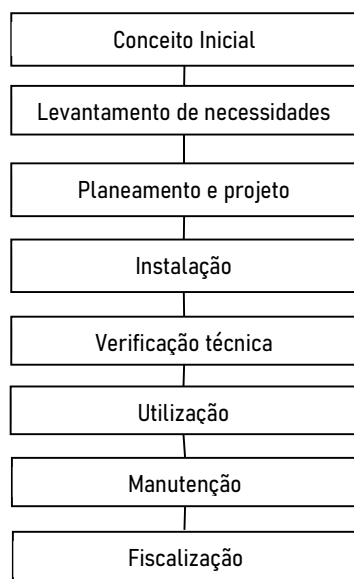 Conceito Inicial
Levantamento de necessidades
Planeamento e projeto
Instalação
Verificação técnica
Utilização
Manutenção
Fiscalização